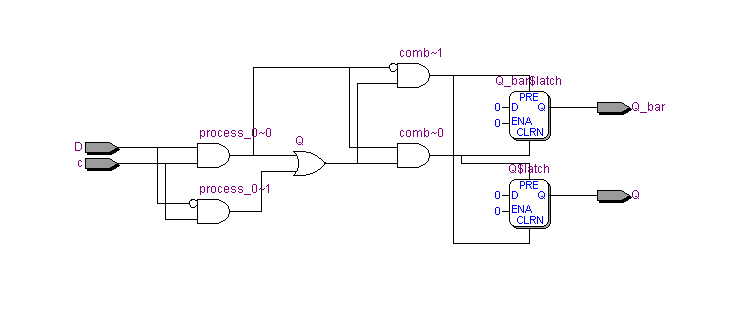 comb~1
Q_bar$latch
PRE
0 D Q
Q_bar
0 ENA
CLRN
process_0~0
Q
comb~0
D
c
Q$latch
process_0~1
PRE
0 D Q
Q
0 ENA
CLRN